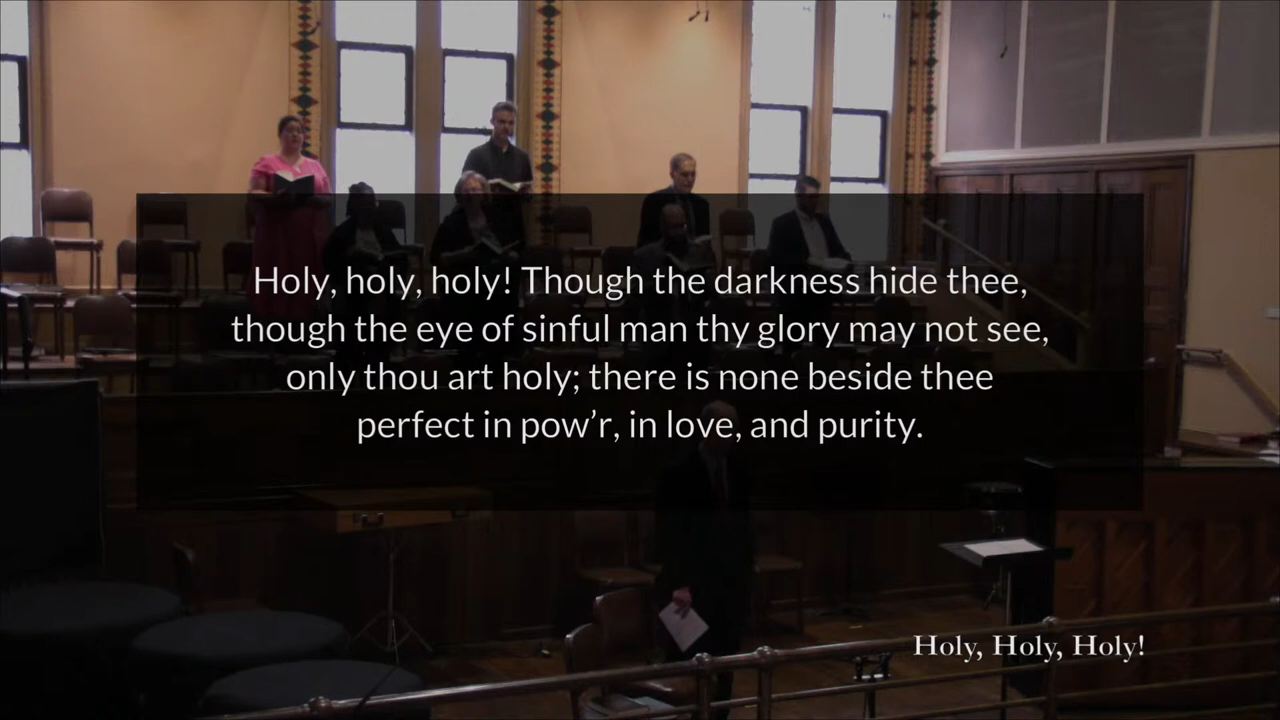 Holy, holy, holy! Though the darkness hide thee,
though the eye of sinful man thy glory may not see,
only thou art holy; there is none beside thee
perfect in pow’r, in love, and purity.
Holy, Holy, Holy!